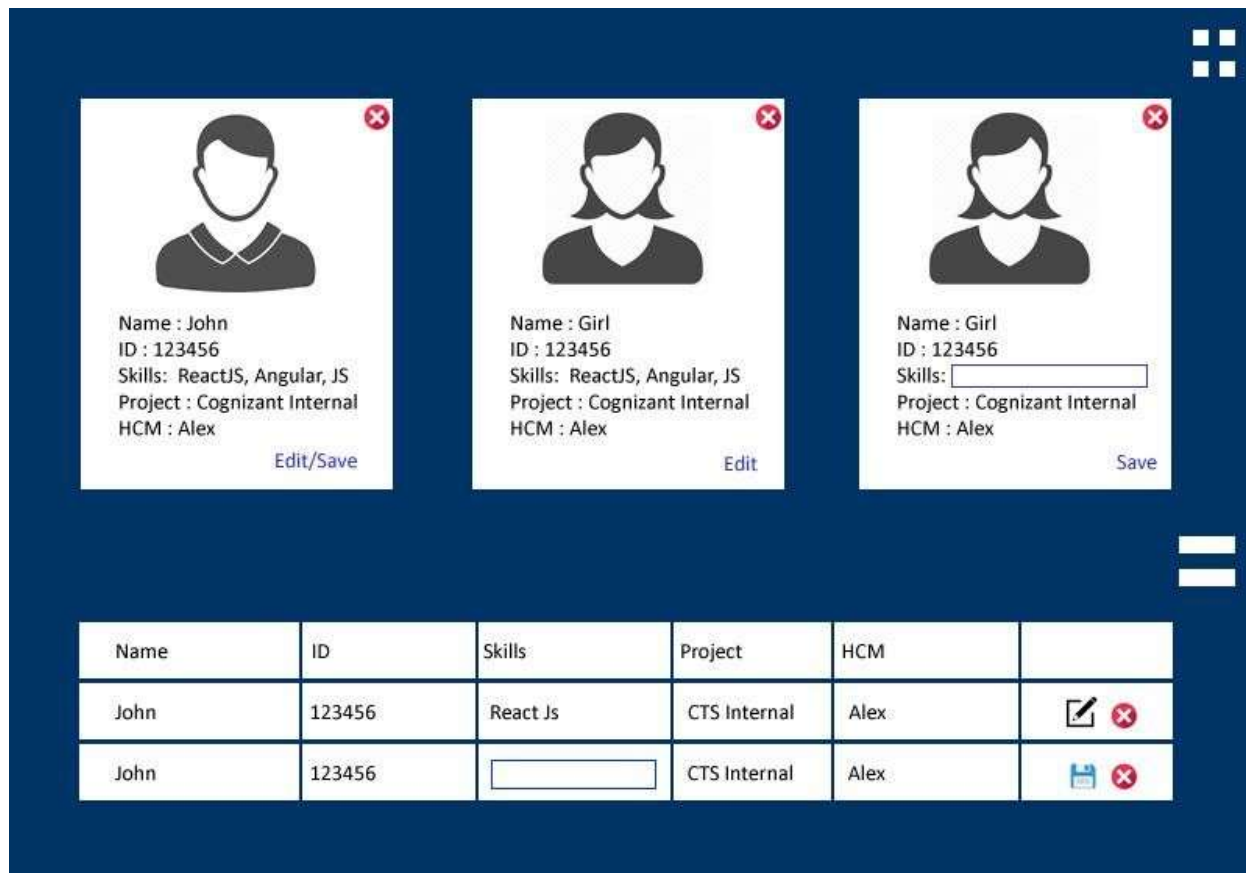 Name : John
ID : 123456
Skills:  ReactJS, Angular, JS
Project : Cognizant Internal
HCM : Alex
Edit/Save
Name : Girl
ID : 123456
Skills:  ReactJS, Angular, JS
Project : Cognizant Internal
HCM : Alex
Edit
Name : Girl
ID : 123456
Skills:
Project : Cognizant Internal
HCM : Alex
Save
Name ID Skills Project HCM
John 123456 React Js CTS Internal Alex
John 123456 CTS Internal Alex